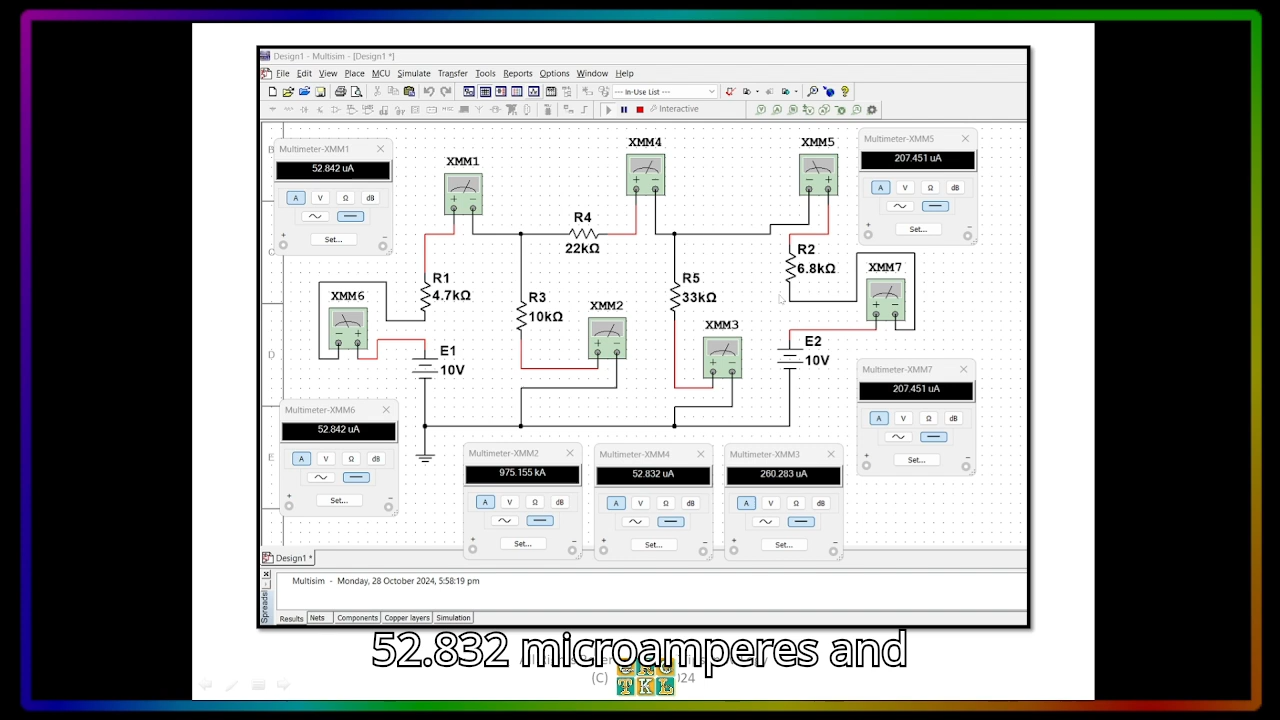 Design1 - Multisim - [Design1 *]
File Edit View Place MCU Simulate Transfer Tools Reports Options Window Help
--- In-Use List ---
Interactive
Multimeter-XMM1
52.842 uA
A V Ω dB
Set...
XMM1
XMM4
XMM5
Multimeter-XMM5
207.451 uA
A V Ω dB
Set...
R4
22kΩ
R1
4.7kΩ
R3
10kΩ
R5
33kΩ
R2
6.8kΩ
XMM6
XMM2
XMM3
XMM7
E1
10V
E2
10V
Multimeter-XMM6
52.842 uA
A V Ω dB
Set...
Multimeter-XMM7
207.451 uA
A V Ω dB
Set...
Multimeter-XMM2
975.155 kA
A V Ω dB
Set...
Multimeter-XMM4
52.832 uA
A V Ω dB
Set...
Multimeter-XMM3
260.283 uA
A V Ω dB
Set...
B
C
D
E
Design1 *
Multisim - Monday, 28 October 2024, 5:58:19 pm
Results Nets Components Copper layers Simulation
52.832 microamperes and
(C)
TKL